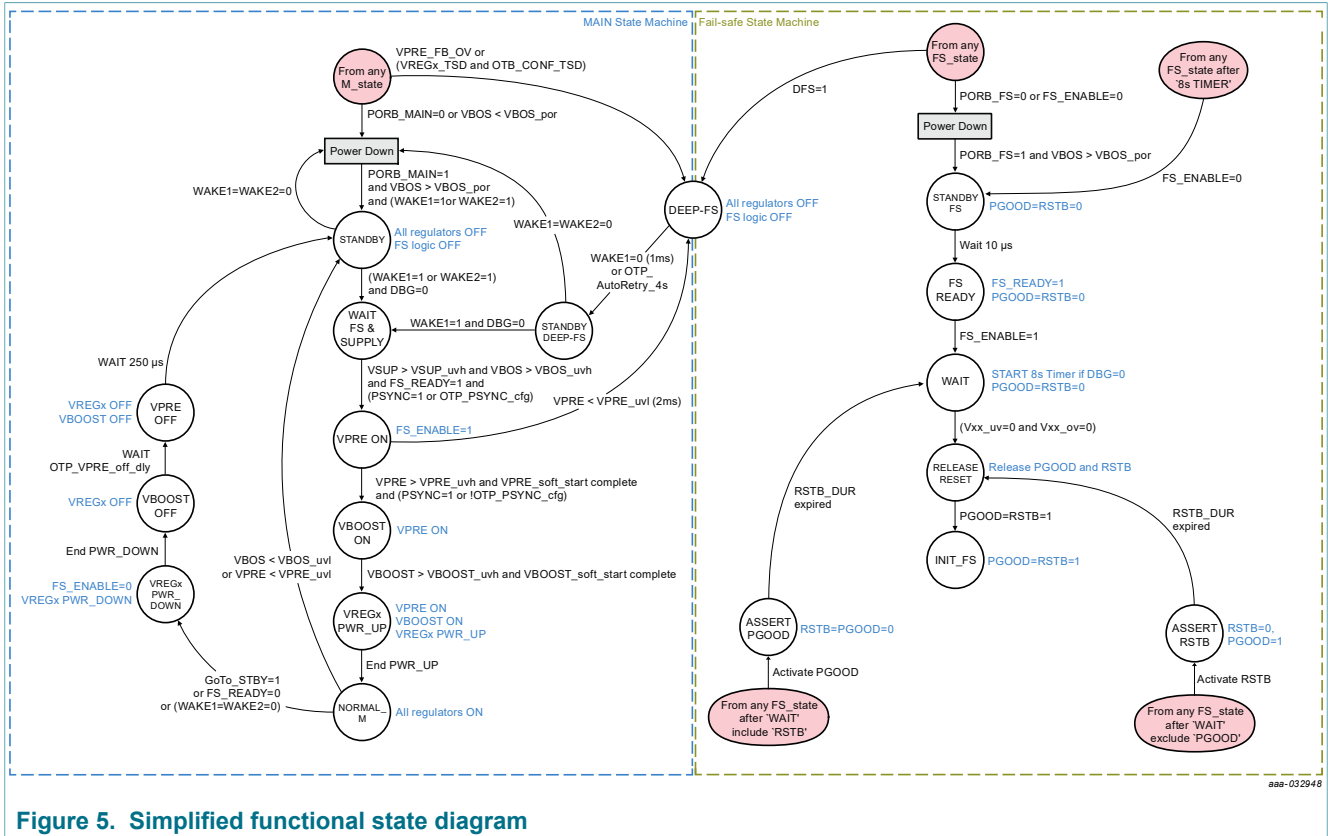 MAIN State Machine
Fail-safe State Machine
From any
M_state
VPRE_FB_OV or
(VREGx_TSD and OTB_CONF_TSD)
PORB_MAIN=0 or VBOS < VBOS_por
Power Down
WAKE1=WAKE2=0
PORB_MAIN=1
and VBOS > VBOS_por
and (WAKE1=1or WAKE2=1)
WAKE1=WAKE2=0
STANDBY
All regulators OFF
FS logic OFF
(WAKE1=1 or WAKE2=1)
and DBG=0
WAIT
FS &
SUPPLY
WAKE1=1 and DBG=0
STANDBY
DEEP-FS
WAKE1=0 (1ms)
or OTP_
AutoRetry_4s
DEEP-FS
All regulators OFF
FS logic OFF
DFS=1
VSUP > VSUP_uvh and VBOS > VBOS_uvh
and FS_READY=1 and
(PSYNC=1 or OTP_PSYNC_cfg)
VPRE < VPRE_uvl (2ms)
VPRE ON
FS_ENABLE=1
VPRE > VPRE_uvh and VPRE_soft_start complete
and (PSYNC=1 or !OTP_PSYNC_cfg)
VBOOST
ON
VPRE ON
VBOOST > VBOOST_uvh and VBOOST_soft_start complete
VREGx
PWR_UP
VPRE ON
VBOOST ON
VREGx PWR_UP
End PWR_UP
NORMAL_
M
All regulators ON
VBOS < VBOS_uvl
or VPRE < VPRE_uvl
GoTo_STBY=1
or FS_READY=0
or (WAKE1=WAKE2=0)
VREGx
PWR_
DOWN
FS_ENABLE=0
VREGx PWR_DOWN
End PWR_DOWN
VBOOST
OFF
VREGx OFF
WAIT
OTP_VPRE_off_dly
VPRE
OFF
VREGx OFF
VBOOST OFF
WAIT 250 µs
From any
FS_state
PORB_FS=0 or FS_ENABLE=0
Power Down
PORB_FS=1 and VBOS > VBOS_por
From any
FS_state after
‘8s TIMER’
FS_ENABLE=0
STANDBY
FS
PGOOD=RSTB=0
Wait 10 µs
FS
READY
FS_READY=1
PGOOD=RSTB=0
FS_ENABLE=1
WAIT
START 8s Timer if DBG=0
PGOOD=RSTB=0
(Vxx_uv=0 and Vxx_ov=0)
RELEASE
RESET
Release PGOOD and RSTB
PGOOD=RSTB=1
INIT_FS
PGOOD=RSTB=1
RSTB_DUR
expired
RSTB_DUR
expired
ASSERT
PGOOD
RSTB=PGOOD=0
Activate PGOOD
From any FS_state
after ‘WAIT’
include ‘RSTB’
ASSERT
RSTB
RSTB=0,
PGOOD=1
Activate RSTB
From any FS_state
after ‘WAIT’
exclude ‘PGOOD’
aaa-032948
Figure 5. Simplified functional state diagram